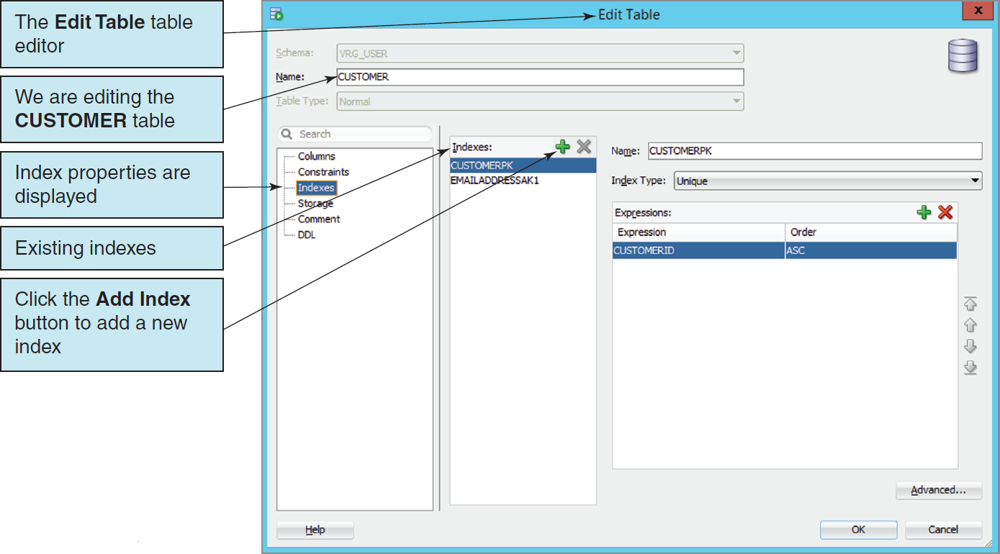 The Edit Table table
editor
We are editing the
CUSTOMER table
Index properties are
displayed
Existing indexes
Click the Add Index
button to add a new
index
Edit Table
x
Schema: VRG_USER
Name: CUSTOMER
Table Type: Normal
Search
Columns
Constraints
Indexes
Storage
Comment
DDL
Indexes:
CUSTOMERPK
EMAILADDRESSAK1
Name: CUSTOMERPK
Index Type: Unique
Expressions:
Expression Order
CUSTOMERID ASC
Advanced...
Help OK Cancel